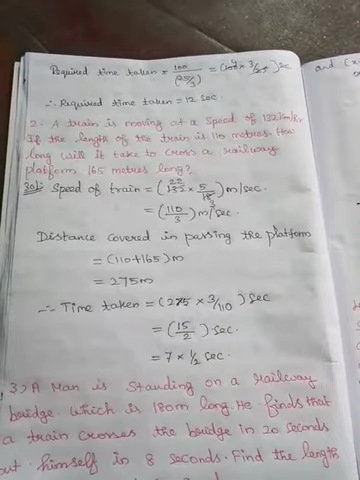 Required time taken = 100/(25/3) = (100 × 3/25) Sec
∴ Required time taken = 12 Sec.
2. A train is moving at a speed of 132 km/h.
If the length of the train is 110 metres. How
long will it take to cross a railway
platform 165 metres long?
Sol: Speed of train = (132 × 5/18) m/sec.
= (110/3) m/sec.
Distance covered in passing the platform
= (110+165) m
= 275m
∴ Time taken = (275 × 3/110) Sec
= (15/2) Sec.
= 7 × 1/2 Sec.
3) A Man is Standing on a railway
bridge which is 180m long. He finds that
a train crosses the bridge in 20 seconds
but himself in 8 seconds. Find the length
and